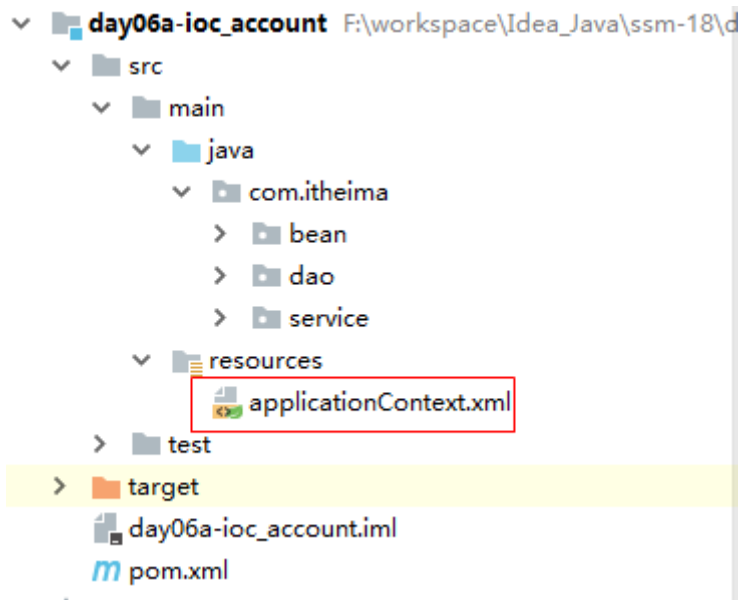 day06a-ioc_account F:\workspace\Idea_Java\ssm-18\d
src
main
java
com.itheima
bean
dao
service
resources
applicationContext.xml
test
target
day06a-ioc_account.iml
pom.xml